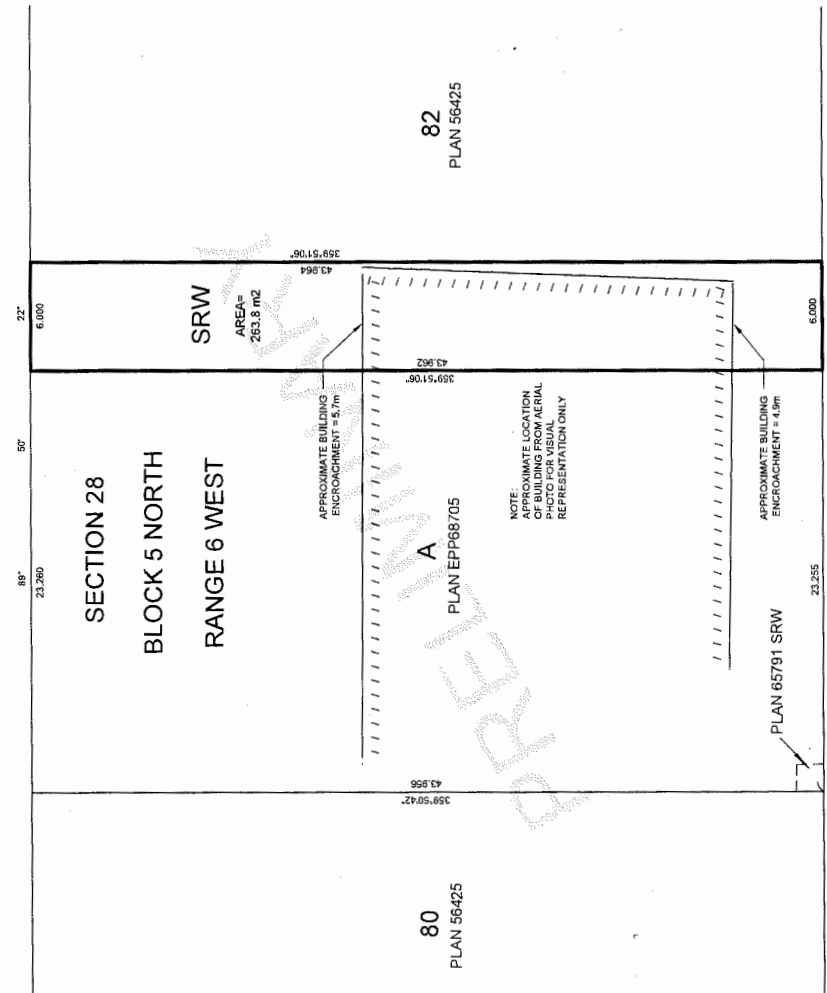 82
PLAN 56425
22"
6.000
SRW
AREA=
263.8 m2
359°51'06"
43.964
43.962
359°51'06"
6.000
50'
89°
23.260
SECTION 28
BLOCK 5 NORTH
RANGE 6 WEST
APPROXIMATE BUILDING
ENCROACHMENT = 5.7m
A
PLAN EPP68705
NOTE:
APPROXIMATE LOCATION
OF BUILDING FROM AERIAL
PHOTO FOR VISUAL
REPRESENTATION ONLY
APPROXIMATE BUILDING
ENCROACHMENT = 4.9m
23.255
PLAN 65791 SRW
43.956
359°50'42"
80
PLAN 56425
PRELIMINARY